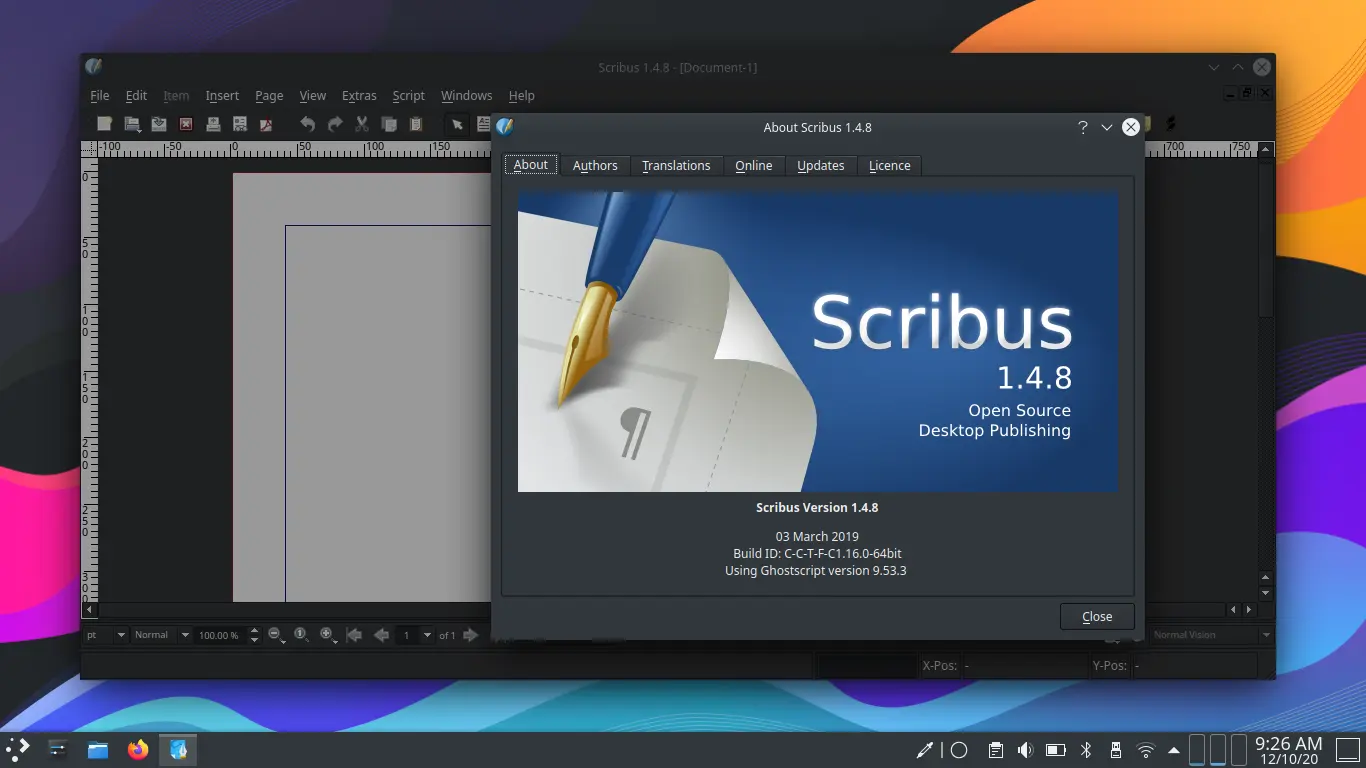 Scribus 1.4.8 - [Document-1]
File Edit Item Insert Page View Extras Script Windows Help
About Scribus 1.4.8
-100 -50 0 50 100 150 700 750
About Authors Translations Online Updates Licence
0
50
100
150
200
250
300
Scribus
1.4.8
Open Source
Desktop Publishing
¶
Scribus Version 1.4.8
03 March 2019
Build ID: C-C-T-F-C1.16.0-64bit
Using Ghostscript version 9.53.3
Close
pt Normal 100.00 % 1 of 1 Normal Vision
X-Pos: - Y-Pos: -
9:26 AM
12/10/20